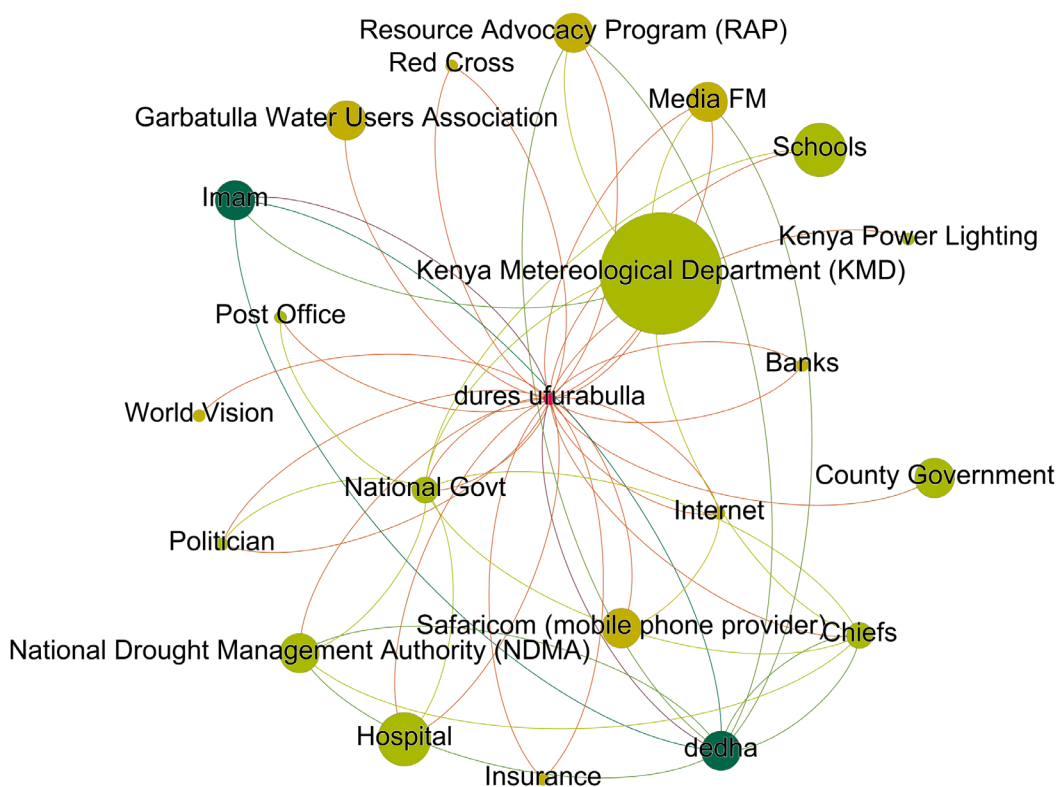 Resource Advocacy Program (RAP)
Red Cross
Media FM
Garbatulla Water Users Association
Schools
Imam
Kenya Power Lighting
Kenya Metereological Department (KMD)
Post Office
Banks
dures ufurabulla
World Vision
County Government
National Govt
Internet
Politician
Safaricom (mobile phone provider)
Chiefs
National Drought Management Authority (NDMA)
Hospital
dedha
Insurance